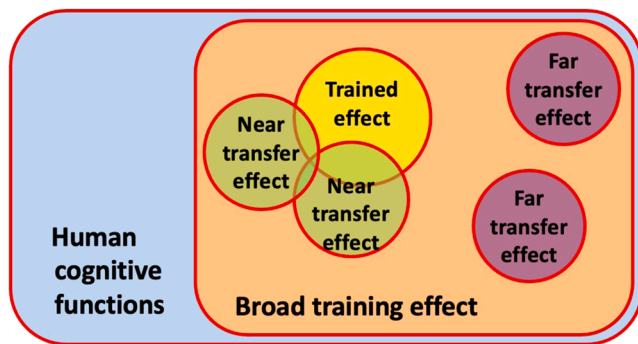 Trained
effect
Near
transfer
effect
Near
transfer
effect
Far
transfer
effect
Far
transfer
effect
Human
cognitive
functions
Broad training effect